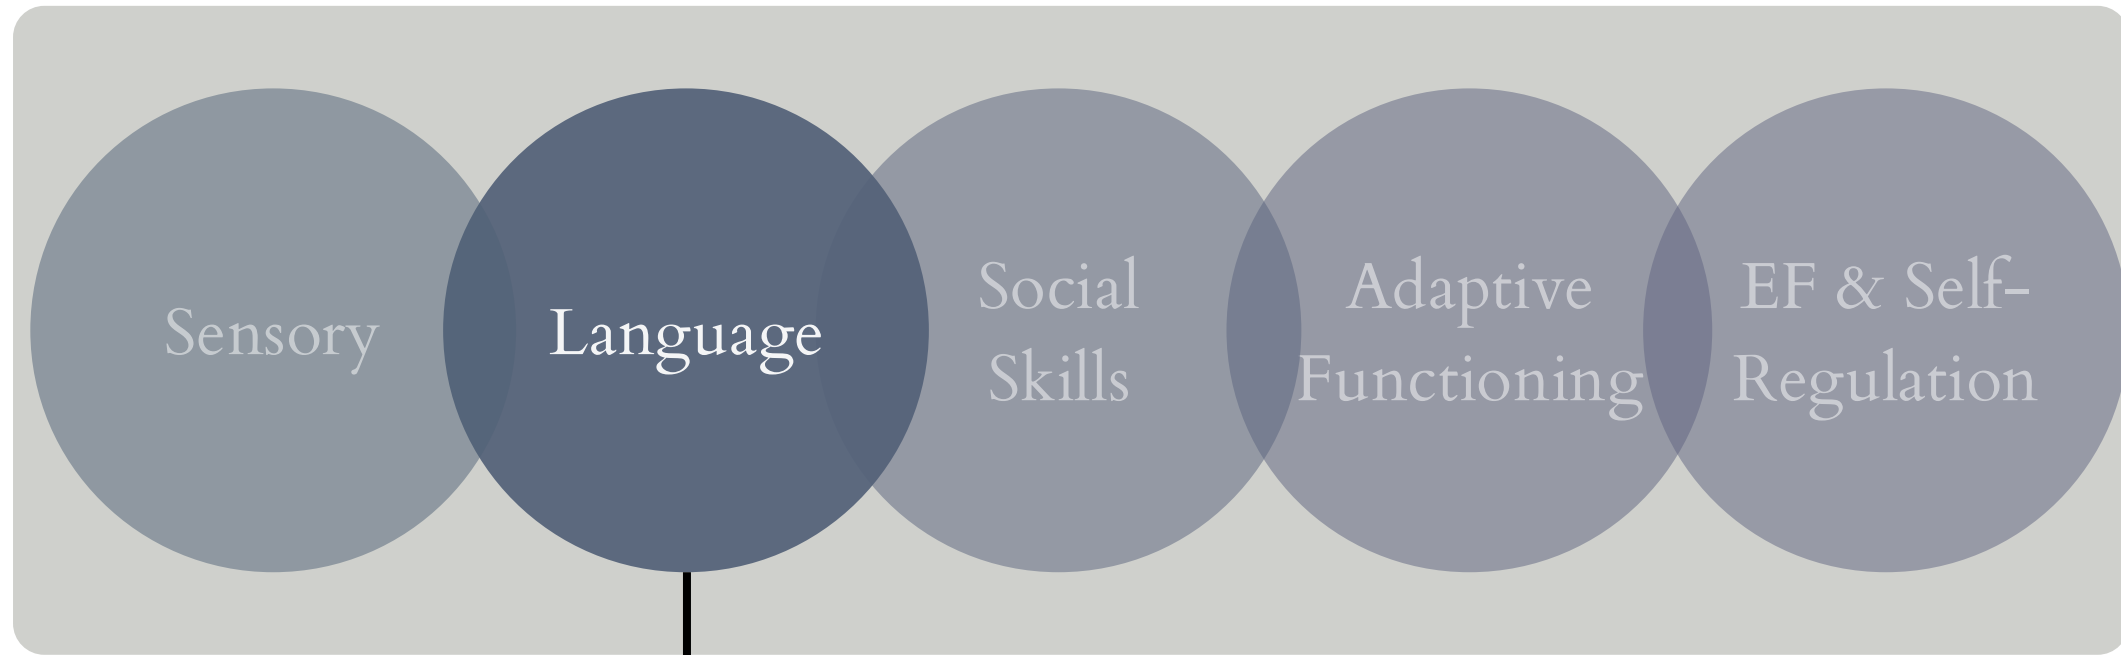 Sensory
Language
Social
Skills
Adaptive
Functioning
EF & Self-
Regulation